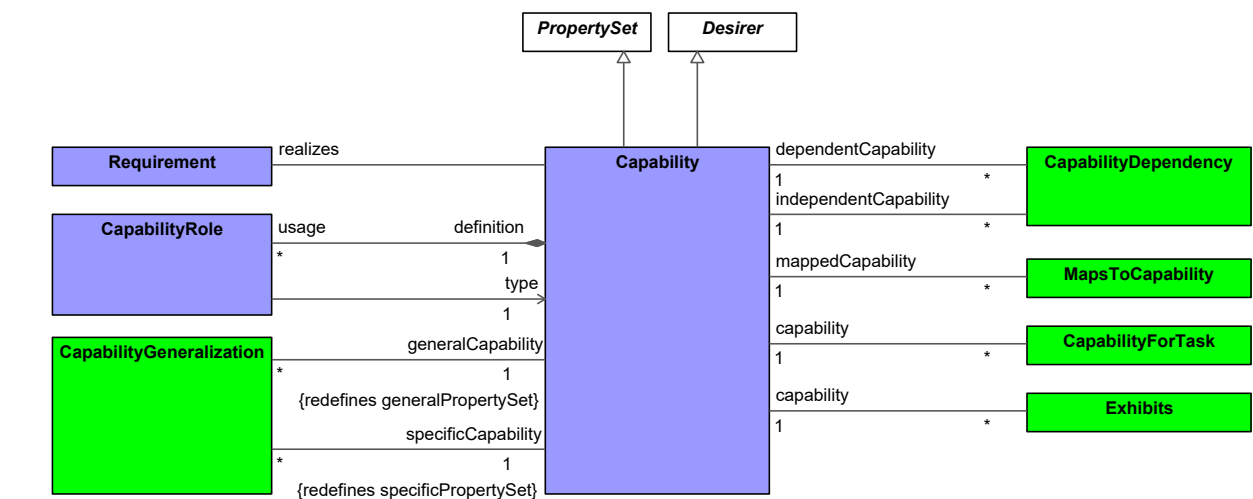 PropertySet
Desirer
Requirement
realizes
Capability
dependentCapability
1
*
CapabilityDependency
independentCapability
1
*
CapabilityRole
usage
definition
*
1
type
1
mappedCapability
1
*
MapsToCapability
CapabilityGeneralization
generalCapability
*
1
{redefines generalPropertySet}
specificCapability
*
1
{redefines specificPropertySet}
capability
1
*
CapabilityForTask
capability
1
*
Exhibits